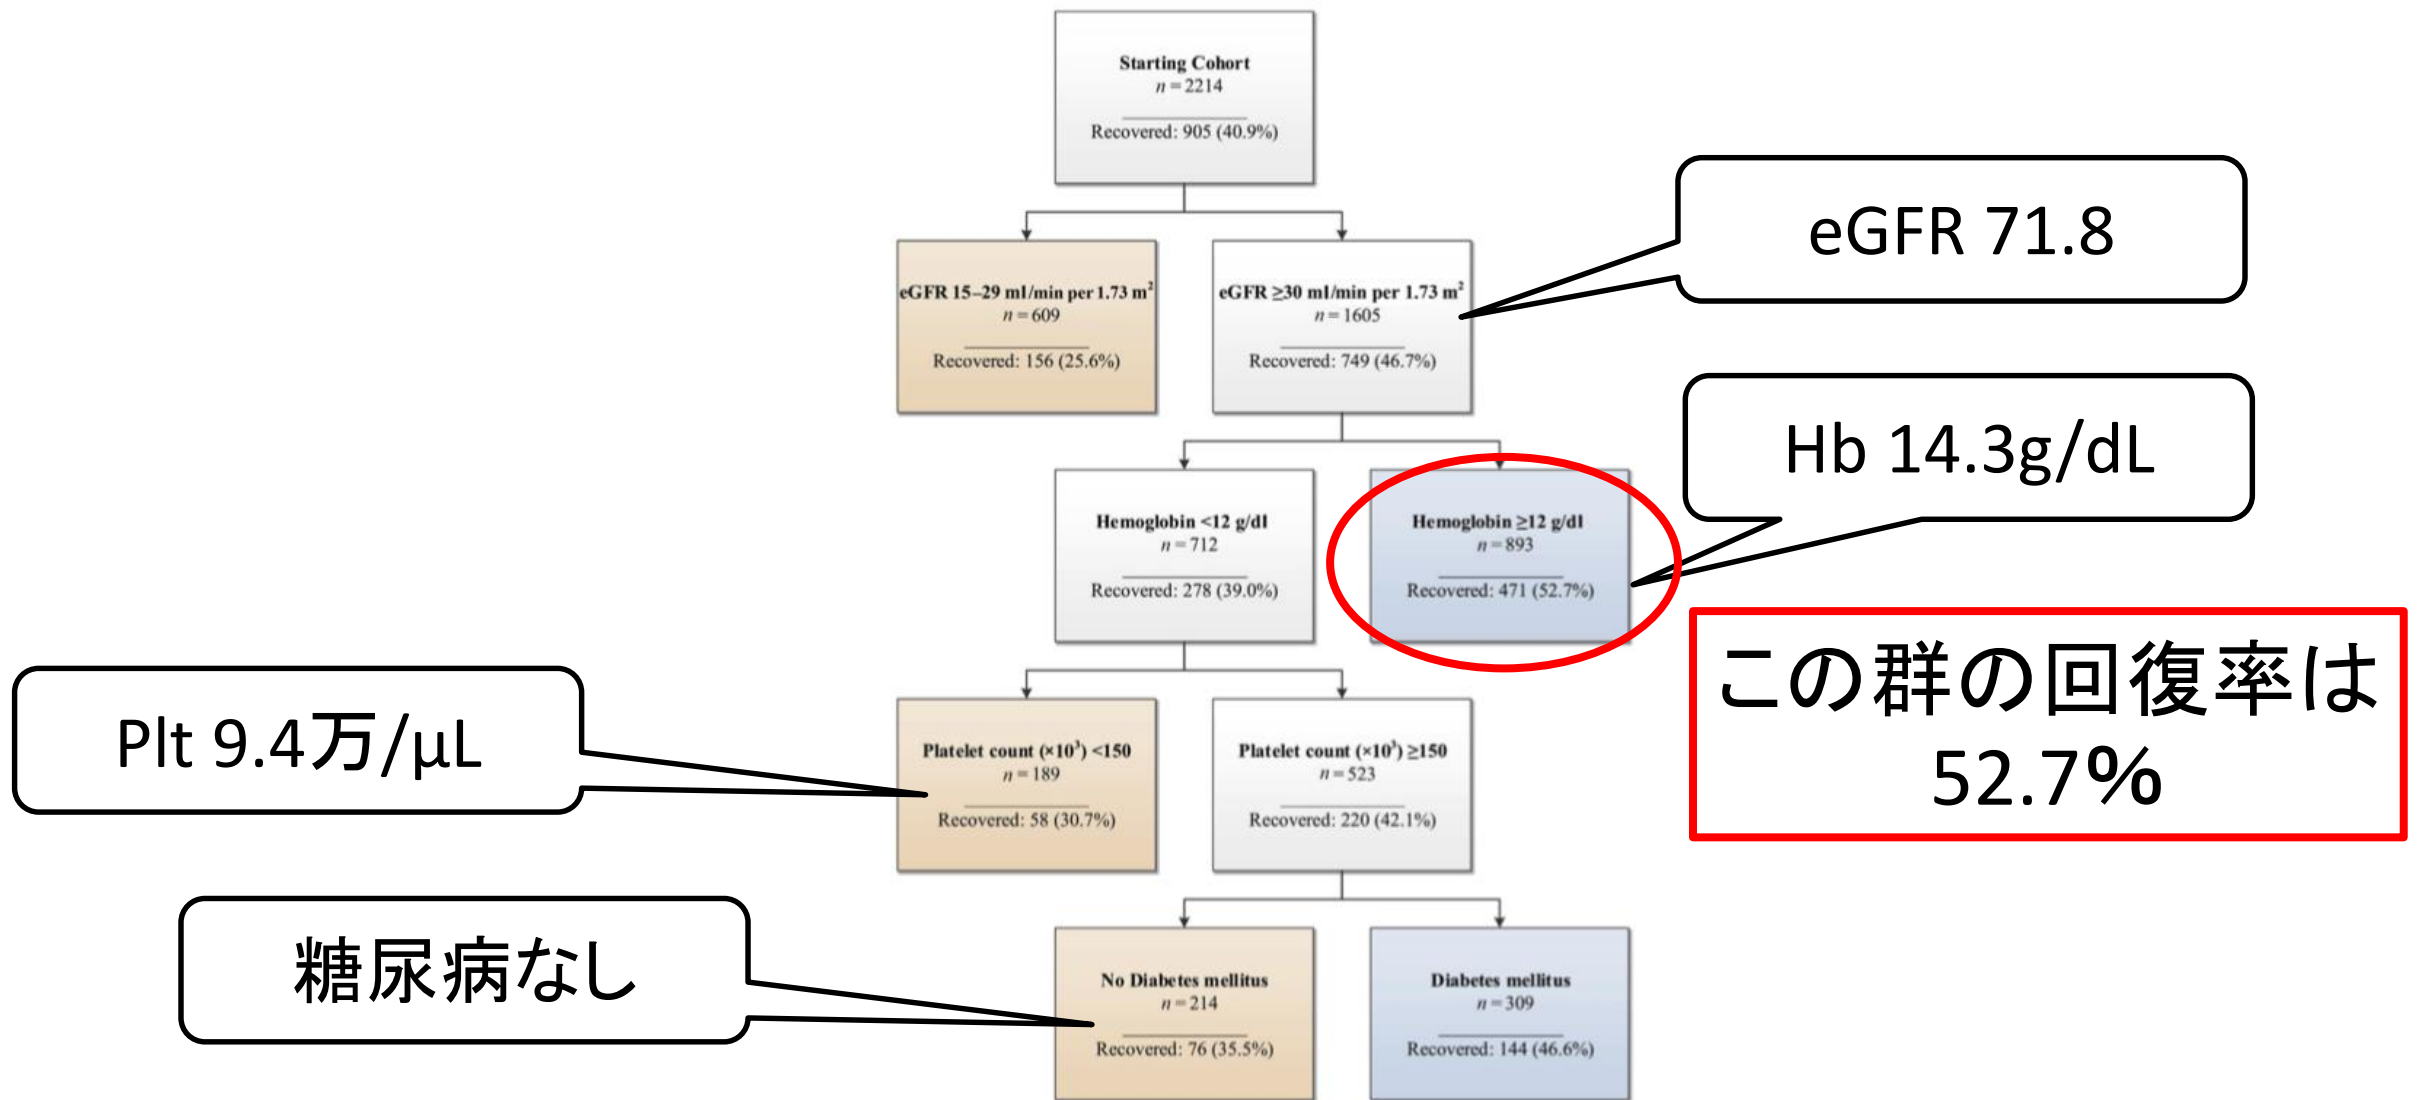 Starting Cohort
n = 2214
Recovered: 905 (40.9%)
eGFR 15–29 ml/min per 1.73 m²
n = 609
Recovered: 156 (25.6%)
eGFR ≥30 ml/min per 1.73 m²
n = 1605
Recovered: 749 (46.7%)
eGFR 71.8
Hemoglobin <12 g/dl
n = 712
Recovered: 278 (39.0%)
Hemoglobin ≥12 g/dl
n = 893
Recovered: 471 (52.7%)
Hb 14.3g/dL
この群の回復率は
52.7%
Plt 9.4万/μL
Platelet count (×10³) <150
n = 189
Recovered: 58 (30.7%)
Platelet count (×10³) ≥150
n = 523
Recovered: 220 (42.1%)
糖尿病なし
No Diabetes mellitus
n = 214
Recovered: 76 (35.5%)
Diabetes mellitus
n = 309
Recovered: 144 (46.6%)